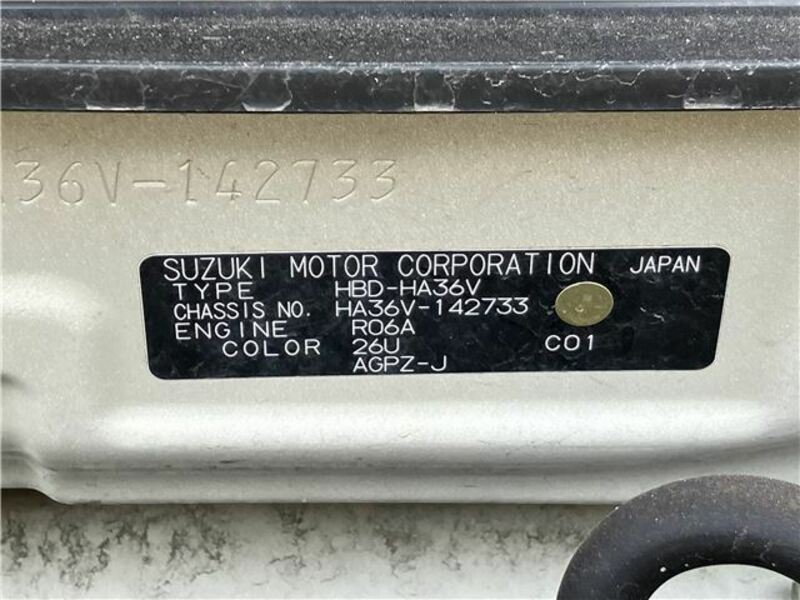 36V-142733
SUZUKI MOTOR CORPORATION JAPAN
TYPE HBD-HA36V
CHASSIS NO. HA36V-142733
ENGINE R06A
COLOR 26U C01
AGPZ-J